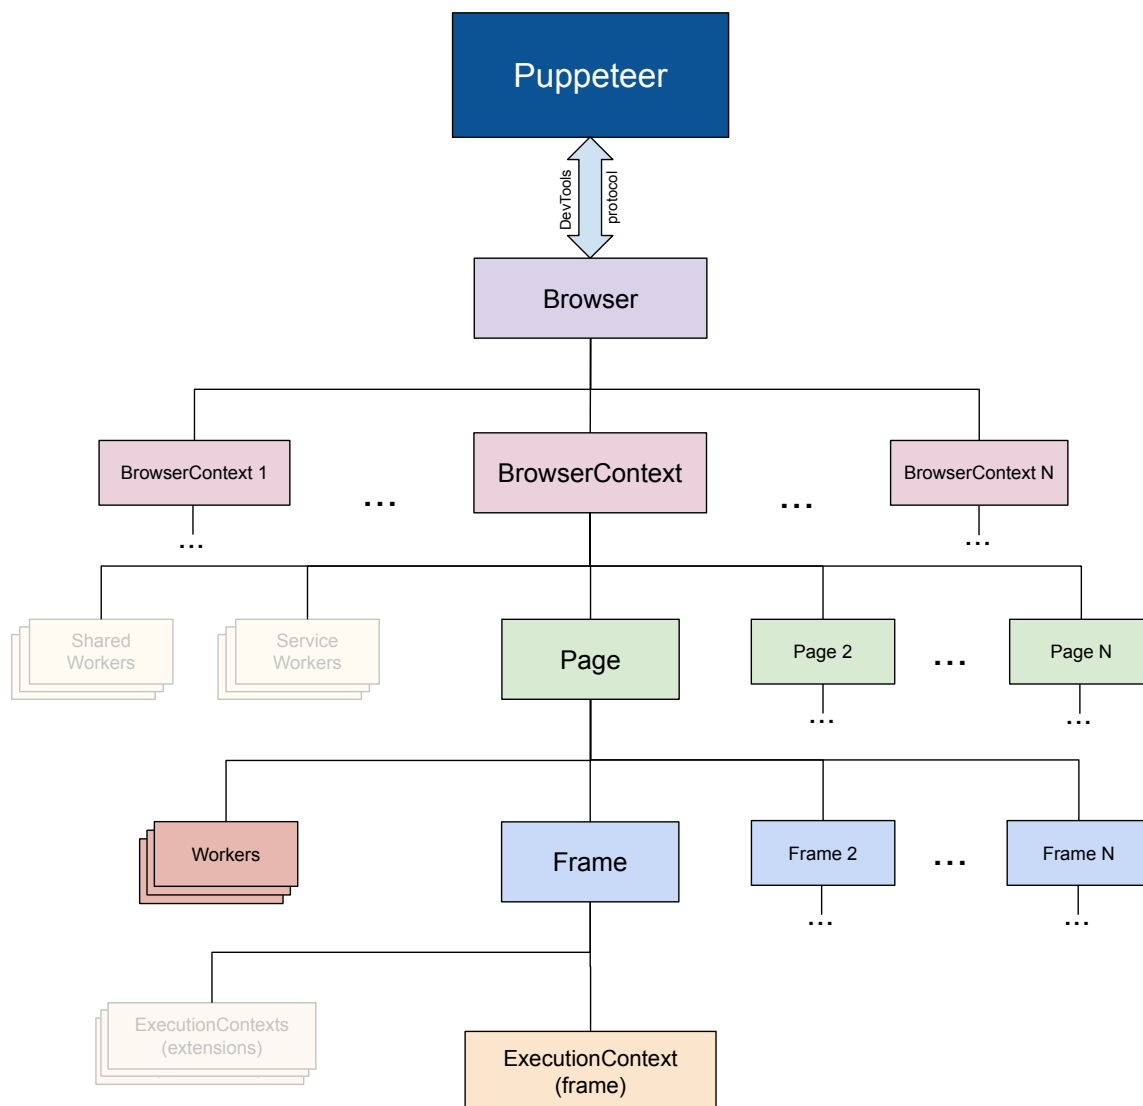 Puppeteer
DevTools
protocol
Browser
BrowserContext 1
...
BrowserContext
...
BrowserContext N
...
...
Shared
Workers
Service
Workers
Page
Page 2
...
Page N
...
...
Workers
Frame
Frame 2
...
Frame N
...
...
ExecutionContexts
(extensions)
ExecutionContext
(frame)